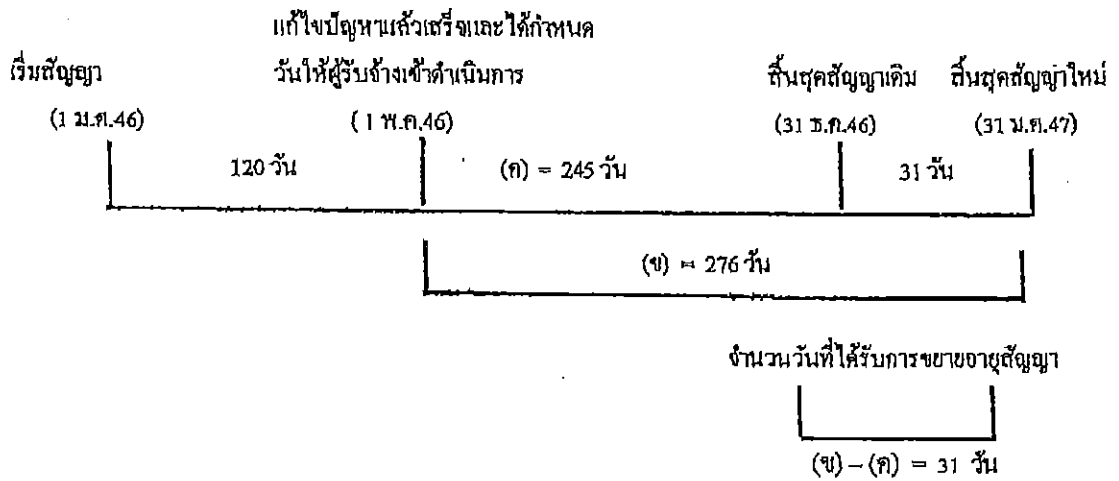 แก้ไขปัญหาแล้วเสร็จและได้กำหนด
เริ่มสัญญา วันให้ผู้รับจ้างเข้าดำเนินการ สิ้นสุดสัญญาเดิม สิ้นสุดสัญญาใหม่
(1 ม.ค.46) (1 พ.ค.46) (31 ธ.ค.46) (31 ม.ค.47)
120 วัน (ค) = 245 วัน 31 วัน
(ข) = 276 วัน
จำนวนวันที่ได้รับการขยายอายุสัญญา
(ข) – (ค) = 31 วัน